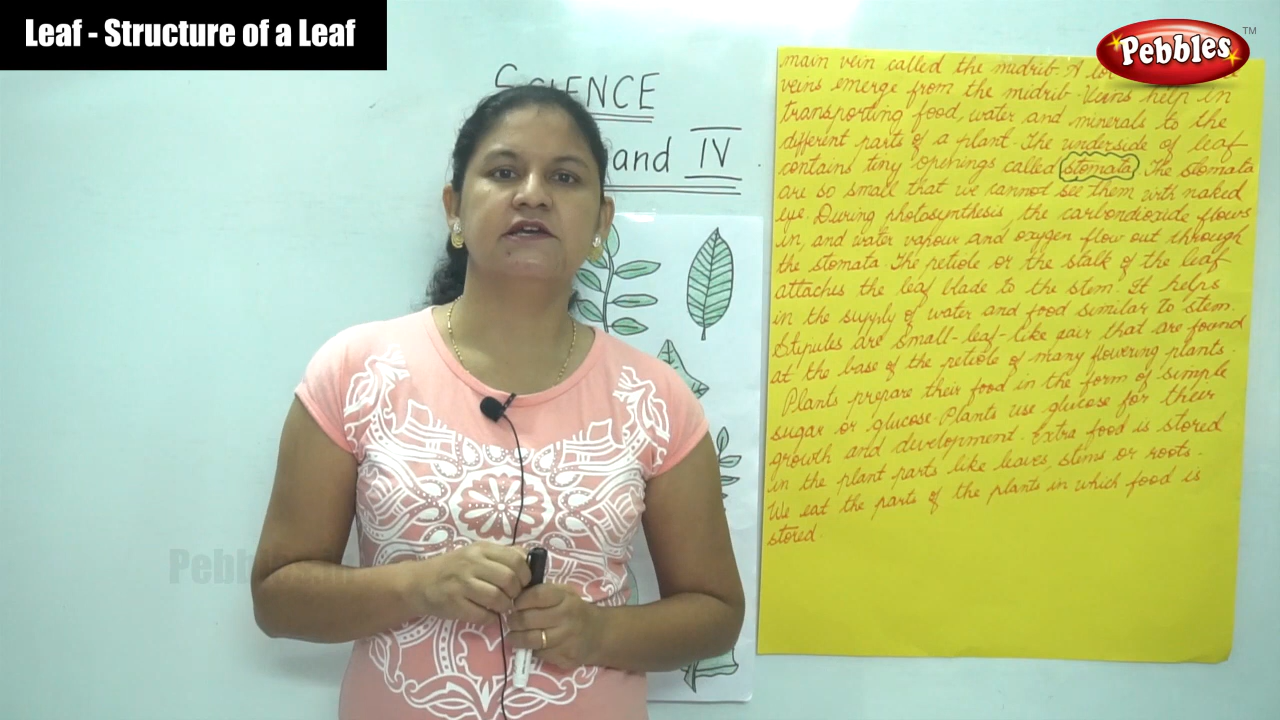 Leaf - Structure of a Leaf
Pebbles TM
SCIENCE
and IV
main vein called the midrib. A lot
veins emerge from the midrib. Veins help in
transporting food, water and minerals to the
different parts of a plant. The underside of leaf
contains tiny openings called stomata. The stomata
are so small that we cannot see them with naked
eye. During photosynthesis, the carbondioxide flows
in, and water vapour and oxygen flow out through
the stomata. The petiole or the stalk of the leaf
attaches the leaf blade to the stem. It helps
in the supply of water and food similar to stem.
Stipules are small-leaf-like pair that are found
at the base of the petiole of many flowering plants.
Plants prepare their food in the form of simple
sugar or glucose. Plants use glucose for their
growth and development. Extra food is stored
in the plant parts like leaves, stems or roots.
We eat the parts of the plants in which food is
stored.